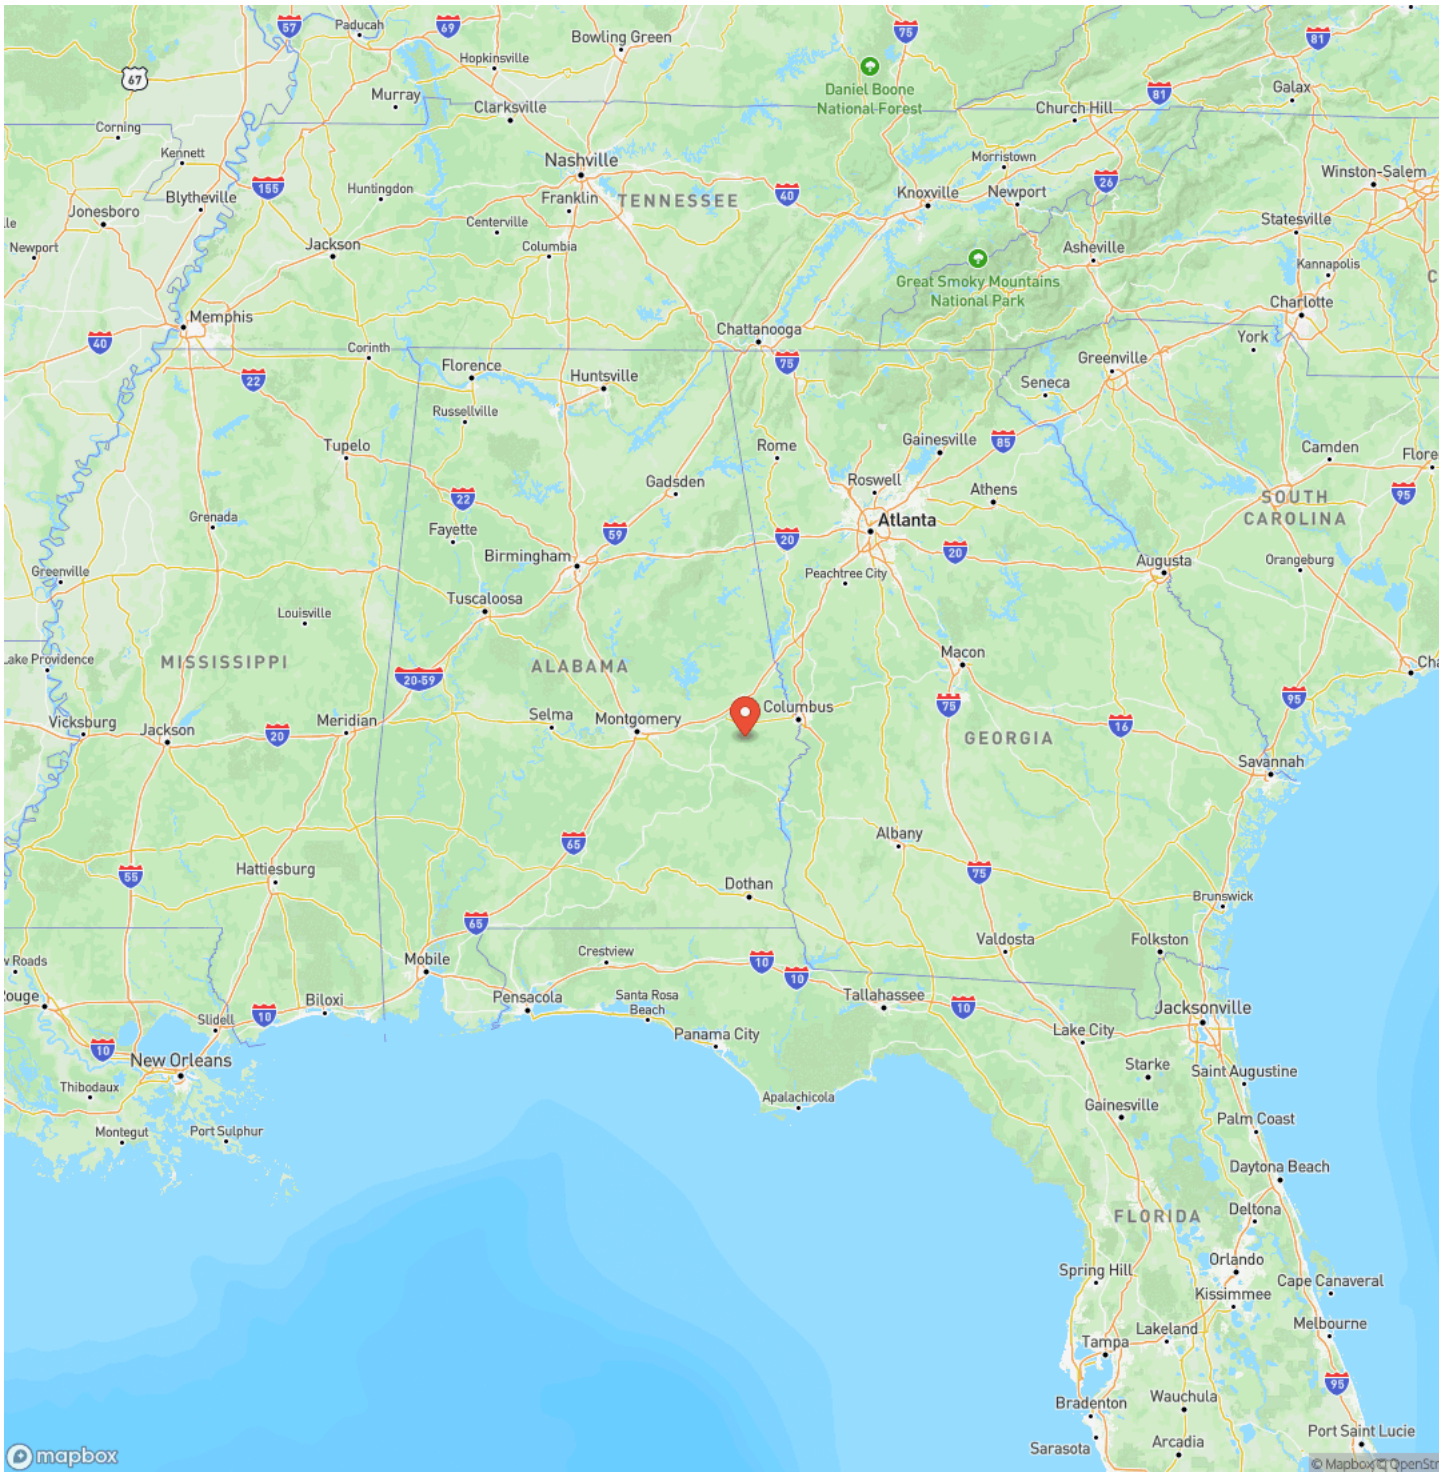 57
Paducah
69
Bowling Green
75
81
Hopkinsville
67
Daniel Boone
National Forest
Murray
Clarksville
Church Hill
81
Galax
Corning
Kennett
Nashville
Morristown
Winston-Salem
155
Huntingdon
40
Knoxville
Newport
26
Blytheville
Franklin
TENNESSEE
Jonesboro
Centerville
Statesville
Newport
Jackson
Columbia
Asheville
Kannapolis
Great Smoky Mountains
National Park
Charlotte
Memphis
Chattanooga
40
Corinth
York
Florence
75
Greenville
22
Huntsville
Seneca
Russellville
Tupelo
Rome
Gainesville
85
Camden
Gadsden
Roswell
Athens
95
22
SOUTH
CAROLINA
Grenada
Fayette
59
20
Atlanta
20
Birmingham
Augusta
Orangeburg
Greenville
Peachtree City
Louisville
Tuscaloosa
Lake Providence
MISSISSIPPI
ALABAMA
Macon
20-59
95
Vicksburg
Jackson
20
Meridian
Selma
Montgomery
Columbus
75
16
GEORGIA
Savannah
65
Albany
55
Hattiesburg
75
Dothan
Brunswick
65
Valdosta
Folkston
Mobile
Crestview
10
10
Biloxi
Pensacola
Santa Rosa
Beach
Tallahassee
10
Jacksonville
Slidell
10
Panama City
Lake City
10
New Orleans
Starke
Saint Augustine
Thibodaux
Apalachicola
Gainesville
Palm Coast
Montegut
Port Sulphur
Daytona Beach
Deltona
FLORIDA
Orlando
Spring Hill
Cape Canaveral
Kissimmee
Melbourne
Lakeland
Tampa
95
Wauchula
Bradenton
Port Saint Lucie
Sarasota
Arcadia
mapbox
© Mapbox © OpenStr